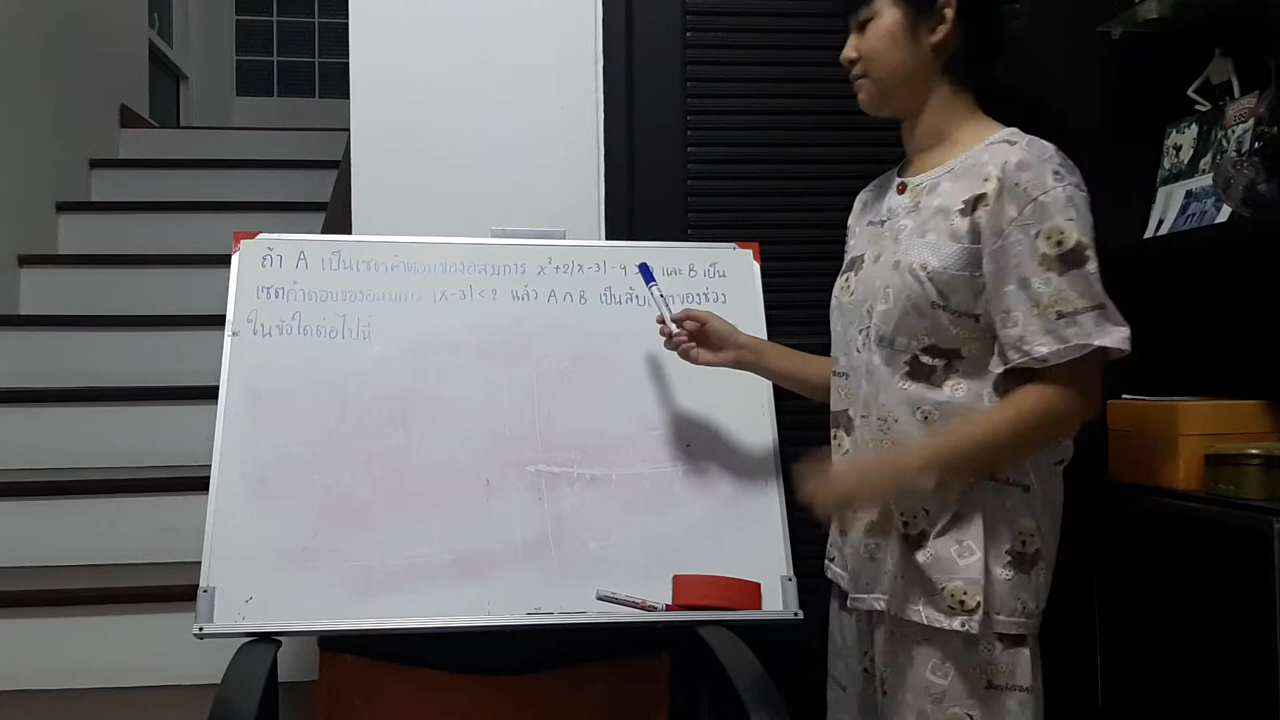 ถ้า A เป็นเซตคำตอบของอสมการ x²+2|x-3|-9 > 0 และ B เป็น
เซตคำตอบของอสมการ |x-3| < 2 แล้ว A ∩ B เป็นสับเซตของช่วง
ในข้อใดต่อไปนี้